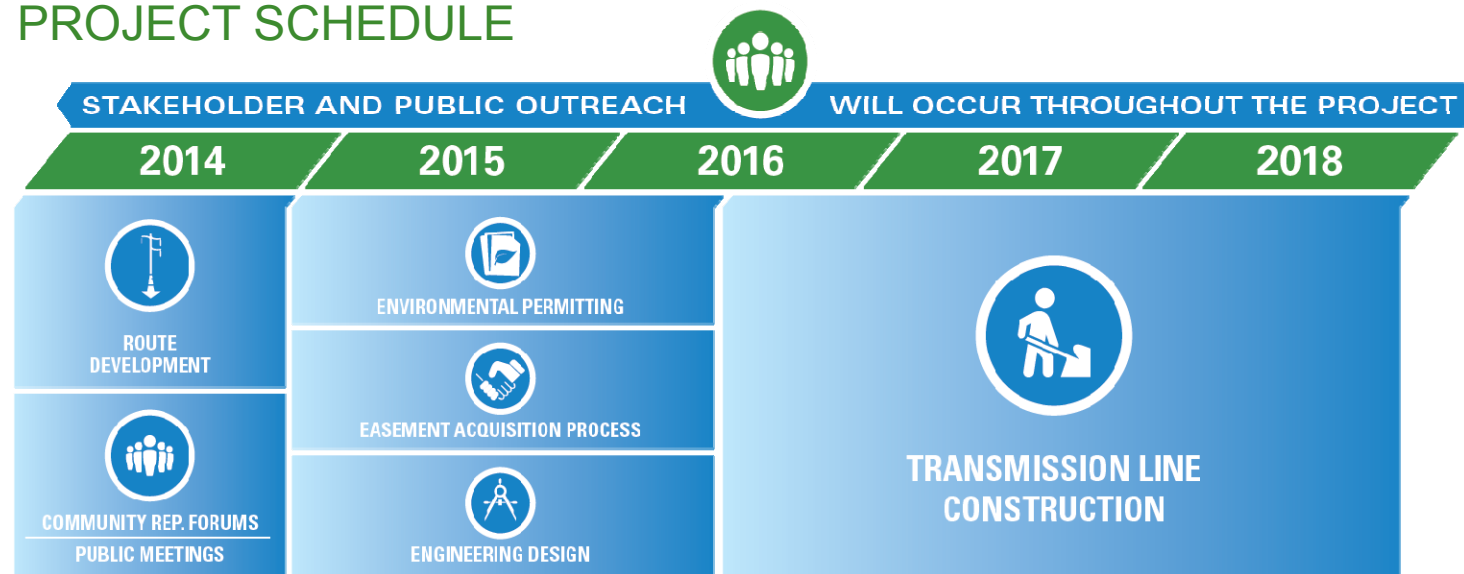 PROJECT SCHEDULE
STAKEHOLDER AND PUBLIC OUTREACH WILL OCCUR THROUGHOUT THE PROJECT
2014 2015 2016 2017 2018
ROUTE
DEVELOPMENT
COMMUNITY REP. FORUMS
PUBLIC MEETINGS
ENVIRONMENTAL PERMITTING
EASEMENT ACQUISITION PROCESS
ENGINEERING DESIGN
TRANSMISSION LINE
CONSTRUCTION